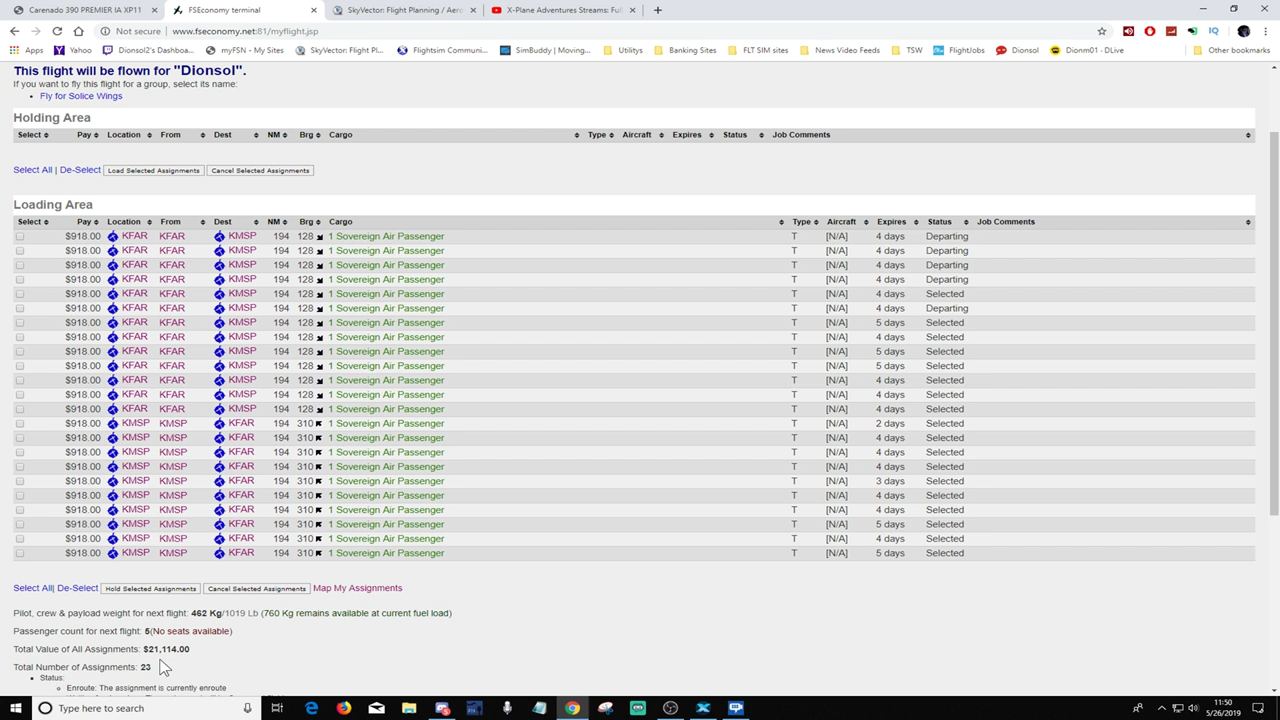 Carenado 390 PREMIER IA XP11
FSEconomy terminal
SkyVector: Flight Planning / Aero
X-Plane Adventures Streams: Ful
Not secure | www.fseconomy.net:81/myflight.jsp
Apps Yahoo Dionsol2's Dashboa... myFSN - My Sites SkyVector: Flight Pl... Flightsim Communi... SimBuddy | Moving... Utilitys Banking Sites FLT SIM sites News Video Feeds TSW FlightJobs Dionsol Dionm01 - DLive Other bookmarks
This flight will be flown for "Dionsol".
If you want to fly this flight for a group, select its name:
Fly for Solice Wings
Holding Area
Select Pay Location From Dest NM Brg Cargo Type Aircraft Expires Status Job Comments
Select All | De-Select Load Selected Assignments Cancel Selected Assignments
Loading Area
Select Pay Location From Dest NM Brg Cargo Type Aircraft Expires Status Job Comments
$918.00 KFAR KFAR KMSP 194 128 1 Sovereign Air Passenger T [N/A] 4 days Departing
$918.00 KFAR KFAR KMSP 194 128 1 Sovereign Air Passenger T [N/A] 4 days Departing
$918.00 KFAR KFAR KMSP 194 128 1 Sovereign Air Passenger T [N/A] 4 days Departing
$918.00 KFAR KFAR KMSP 194 128 1 Sovereign Air Passenger T [N/A] 4 days Departing
$918.00 KFAR KFAR KMSP 194 128 1 Sovereign Air Passenger T [N/A] 4 days Selected
$918.00 KFAR KFAR KMSP 194 128 1 Sovereign Air Passenger T [N/A] 4 days Departing
$918.00 KFAR KFAR KMSP 194 128 1 Sovereign Air Passenger T [N/A] 5 days Selected
$918.00 KFAR KFAR KMSP 194 128 1 Sovereign Air Passenger T [N/A] 4 days Selected
$918.00 KFAR KFAR KMSP 194 128 1 Sovereign Air Passenger T [N/A] 5 days Selected
$918.00 KFAR KFAR KMSP 194 128 1 Sovereign Air Passenger T [N/A] 5 days Selected
$918.00 KFAR KFAR KMSP 194 128 1 Sovereign Air Passenger T [N/A] 4 days Selected
$918.00 KFAR KFAR KMSP 194 128 1 Sovereign Air Passenger T [N/A] 4 days Selected
$918.00 KFAR KFAR KMSP 194 128 1 Sovereign Air Passenger T [N/A] 4 days Selected
$918.00 KMSP KMSP KFAR 194 310 1 Sovereign Air Passenger T [N/A] 2 days Selected
$918.00 KMSP KMSP KFAR 194 310 1 Sovereign Air Passenger T [N/A] 4 days Selected
$918.00 KMSP KMSP KFAR 194 310 1 Sovereign Air Passenger T [N/A] 4 days Selected
$918.00 KMSP KMSP KFAR 194 310 1 Sovereign Air Passenger T [N/A] 4 days Selected
$918.00 KMSP KMSP KFAR 194 310 1 Sovereign Air Passenger T [N/A] 3 days Selected
$918.00 KMSP KMSP KFAR 194 310 1 Sovereign Air Passenger T [N/A] 4 days Selected
$918.00 KMSP KMSP KFAR 194 310 1 Sovereign Air Passenger T [N/A] 4 days Selected
$918.00 KMSP KMSP KFAR 194 310 1 Sovereign Air Passenger T [N/A] 5 days Selected
$918.00 KMSP KMSP KFAR 194 310 1 Sovereign Air Passenger T [N/A] 4 days Selected
$918.00 KMSP KMSP KFAR 194 310 1 Sovereign Air Passenger T [N/A] 5 days Selected
Select All| De-Select Hold Selected Assignments Cancel Selected Assignments Map My Assignments
Pilot, crew & payload weight for next flight: 462 Kg/1019 Lb (760 Kg remains available at current fuel load)
Passenger count for next flight: 5(No seats available)
Total Value of All Assignments: $21,114.00
Total Number of Assignments: 23
Status:
Enroute: The assignment is currently enroute
Type here to search
11:50
5/26/2019